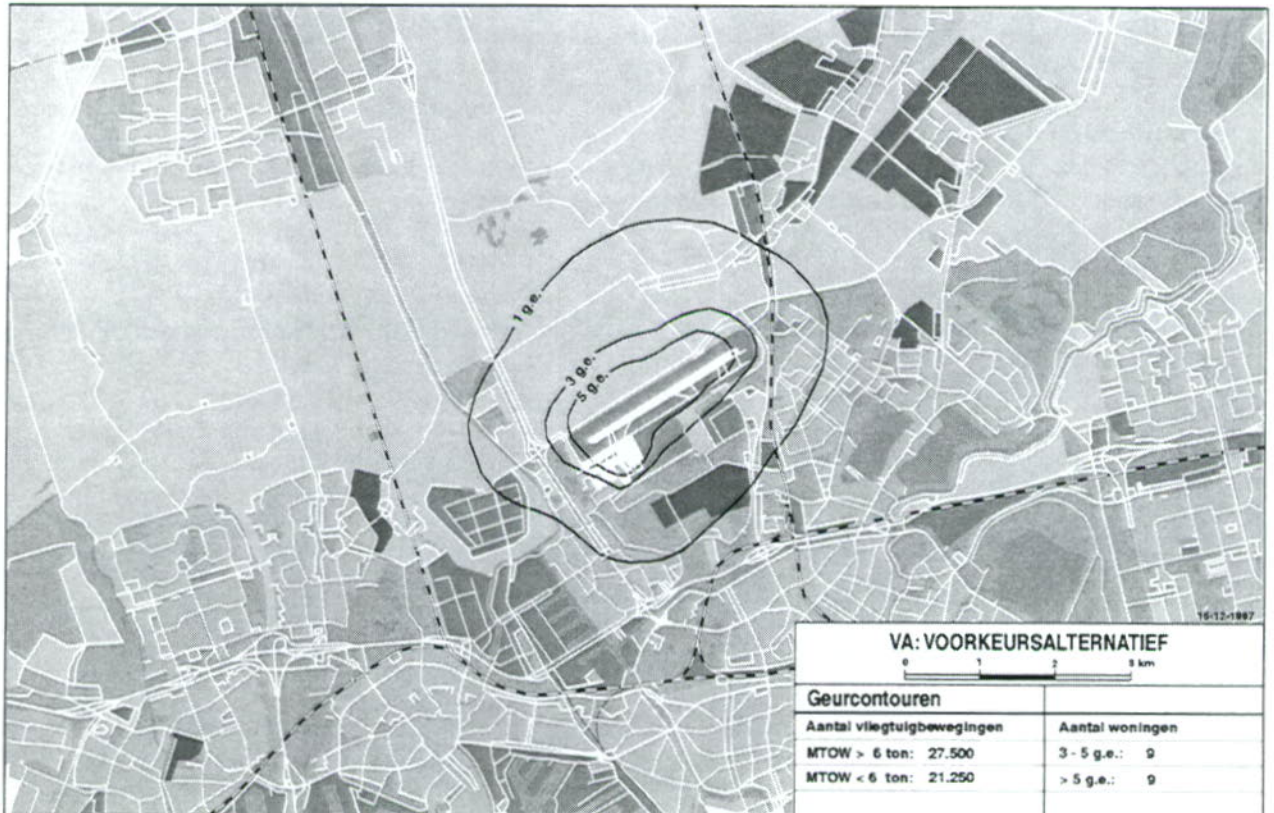 1 g.e.
3 g.e.
5 g.e.
15-12-1997
VA: VOORKEURSALTERNATIEF
0 1 2 3 km
Geurcontouren
Aantal vliegtuigbewegingen Aantal woningen
MTOW > 6 ton: 27.500 3 - 5 g.e.: 9
MTOW < 6 ton: 21.250 > 5 g.e.: 9